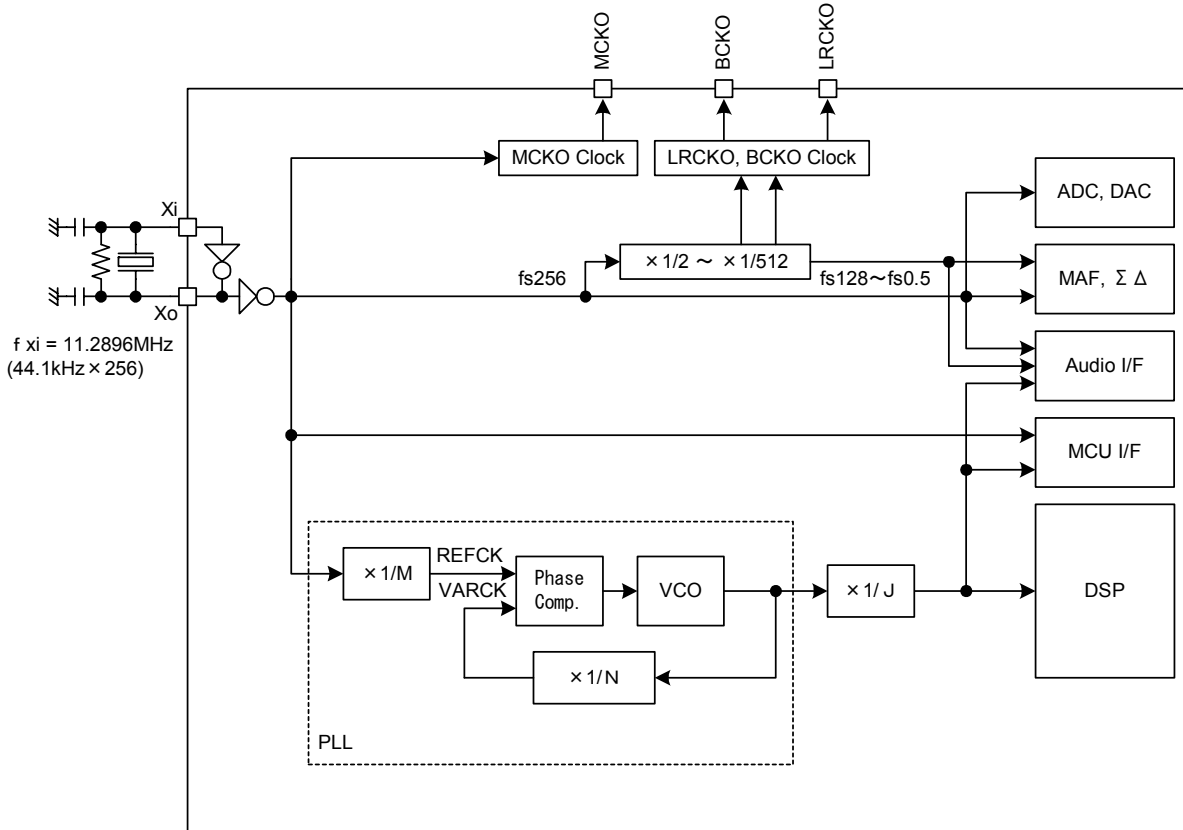 MCKO
BCKO
LRCKO
MCKO Clock
LRCKO, BCKO Clock
ADC, DAC
Xi
×1/2 ～ ×1/512
fs256
fs128～fs0.5
MAF, Σ Δ
Xo
f xi = 11.2896MHz
(44.1kHz×256)
Audio I/F
MCU I/F
×1/M
REFCK
VARCK
Phase
Comp.
VCO
×1/J
DSP
×1/N
PLL